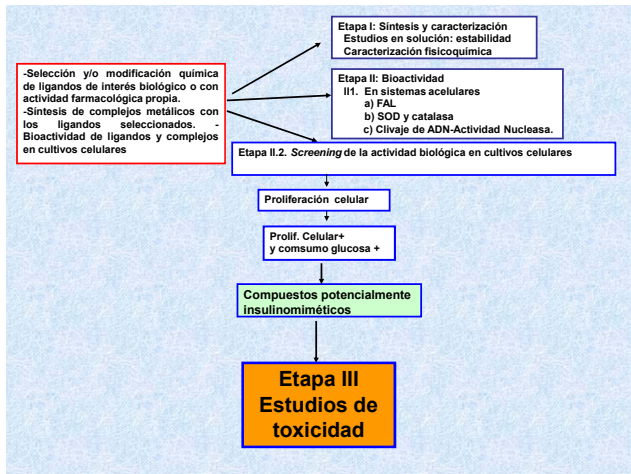 Etapa I: Síntesis y caracterización
Estudios en solución: estabilidad
Caracterización fisicoquímica
-Selección y/o modificación química
de ligandos de interés biológico o con
actividad farmacológica propia.
-Síntesis de complejos metálicos con
los ligandos seleccionados. -
Bioactividad de ligandos y complejos
en cultivos celulares
Etapa II: Bioactividad
II1. En sistemas acelulares
a) FAL
b) SOD y catalasa
c) Clivaje de ADN-Actividad Nucleasa.
Etapa II.2. Screening de la actividad biológica en cultivos celulares
Proliferación celular
Prolif. Celular+
y comsumo glucosa +
Compuestos potencialmente
insulinomiméticos
Etapa III
Estudios de
toxicidad